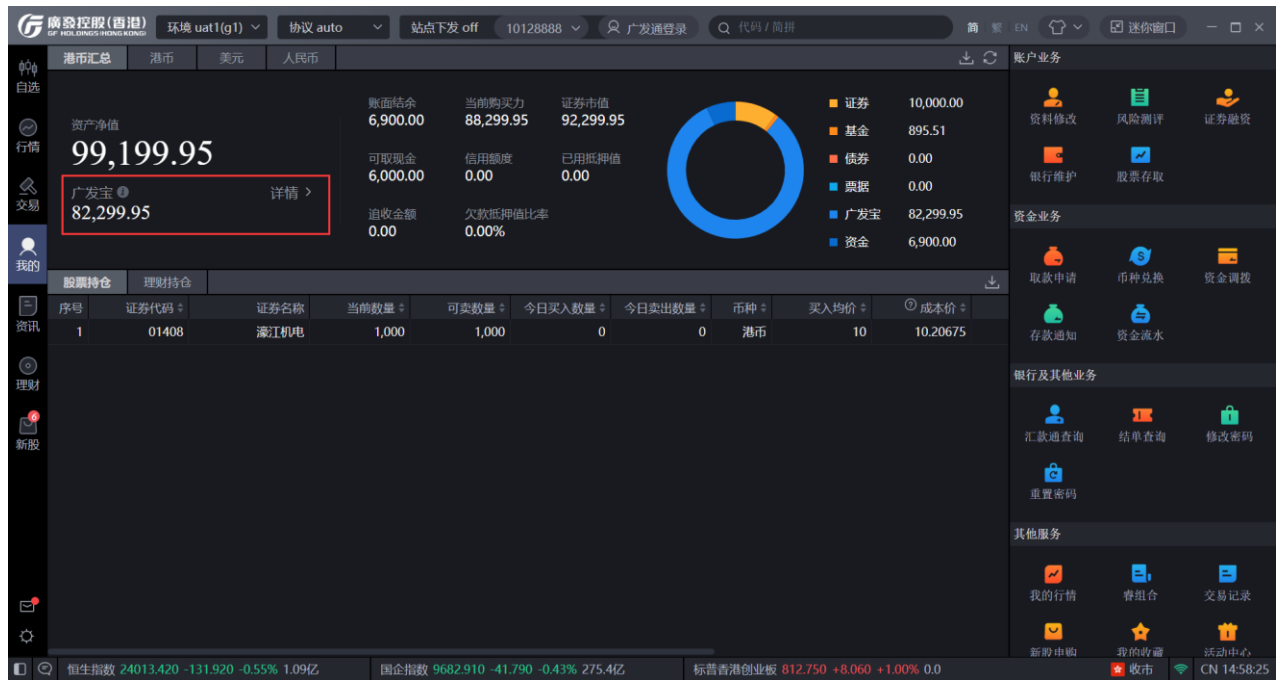 廣發控股(香港) 环境 uat1(g1) 协议 auto 站点下发 off 10128888 广发通登录 代码 / 简拼 简 繁 EN 迷你窗口
GF HOLDINGS (HONG KONG)
自选
行情
交易
我的
资讯
理财
6
新股
港币汇总 港币 美元 人民币
资产净值
99,199.95
广发宝 详情 >
82,299.95
账面结余 当前购买力 证券市值
6,900.00 88,299.95 92,299.95
可取现金 信用额度 已用抵押值
6,000.00 0.00 0.00
追收金额 欠款抵押值比率
0.00 0.00%
证券 10,000.00
基金 895.51
债券 0.00
票据 0.00
广发宝 82,299.95
资金 6,900.00
股票持仓 理财持仓
序号 证券代码 证券名称 当前数量 可卖数量 今日买入数量 今日卖出数量 币种 买入均价 成本价
1 01408 濠江机电 1,000 1,000 0 0 港币 10 10.20675
账户业务
资料修改 风险测评 证券融资
银行维护 股票存取
资金业务
取款申请 币种兑换 资金调拨
存款通知 资金流水
银行及其他业务
汇款通查询 结单查询 修改密码
重置密码
其他服务
我的行情 睿组合 交易记录
新股申购 我的收藏 活动中心
恒生指数 24013.420 -131.920 -0.55% 1.09亿 国企指数 9682.910 -41.790 -0.43% 275.4亿 标普香港创业板 812.750 +8.060 +1.00% 0.0 收市 CN 14:58:25